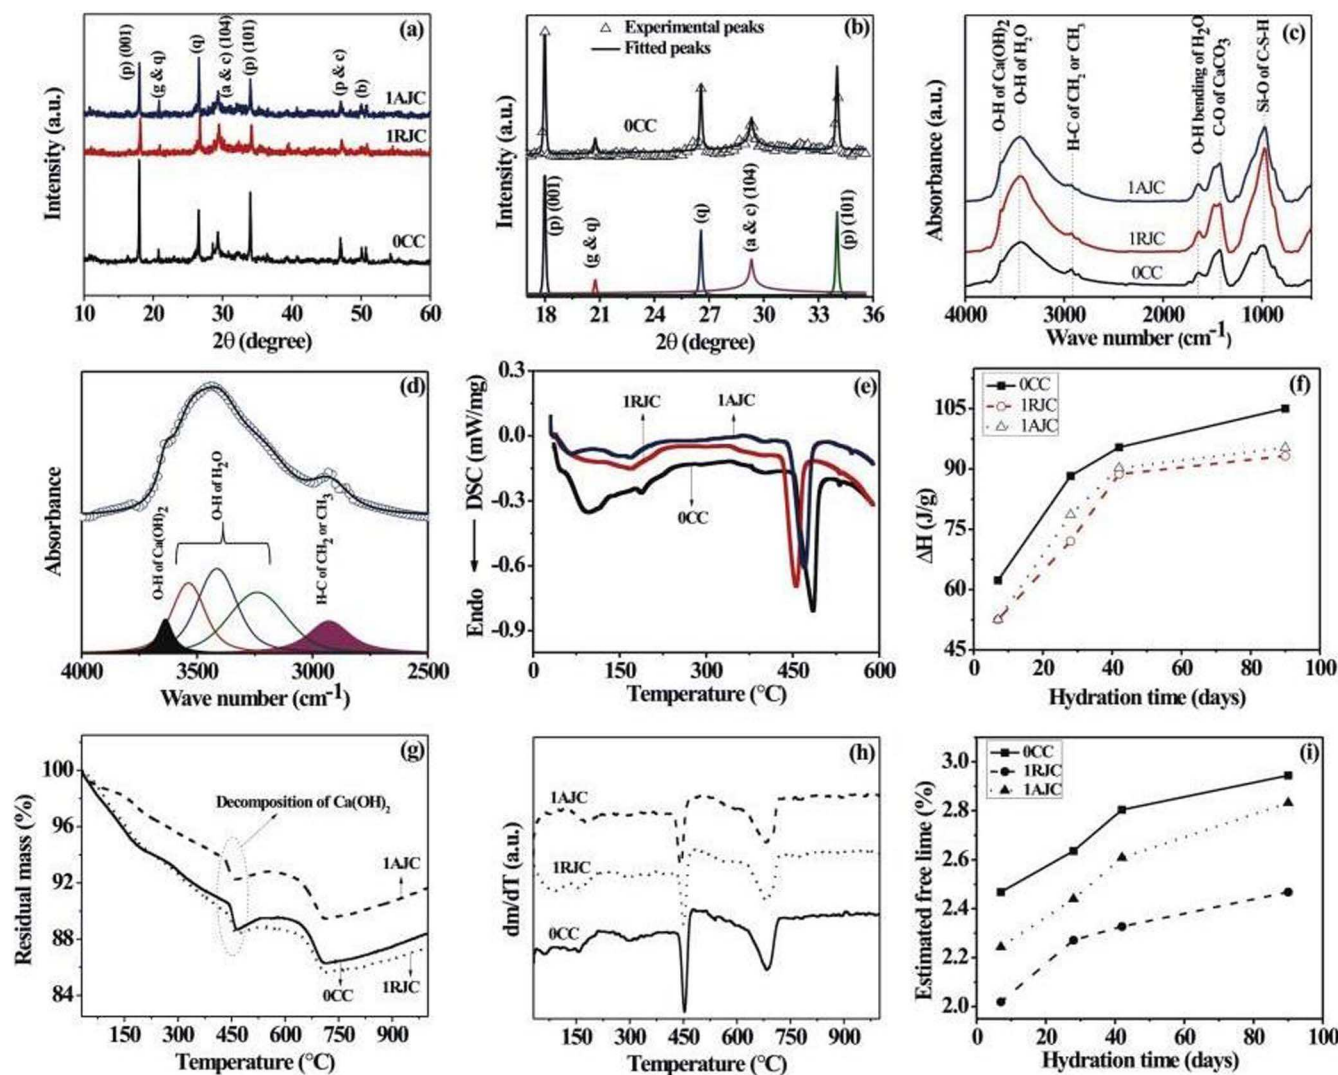 (a)
(p) (001)
(g & q)
(q)
(a & c) (104)
(p) (101)
(p & c)
(b)
1AJC
1RJC
0CC
Intensity (a.u.)
10 20 30 40 50 60
2θ (degree)
(b)
Experimental peaks
Fitted peaks
0CC
(p) (001)
(g & q)
(q)
(a & c) (104)
(p) (101)
Intensity (a.u.)
18 21 24 27 30 33 36
2θ (degree)
(c)
O-H of Ca(OH)2
O-H of H2O
H-C of CH2 or CH3
O-H bending of H2O
C-O of CaCO3
Si-O of C-S-H
1AJC
1RJC
0CC
Absorbance (a.u.)
4000 3000 2000 1000
Wave number (cm-1)
(d)
O-H of Ca(OH)2
O-H of H2O
H-C of CH2 or CH3
Absorbance
4000 3500 3000 2500
Wave number (cm-1)
(e)
0.3
0.0
-0.3
-0.6
-0.9
1RJC
1AJC
0CC
Endo DSC (mW/mg)
0 150 300 450 600
Temperature (°C)
(f)
0CC
1RJC
1AJC
105
90
75
60
45
ΔH (J/g)
0 20 40 60 80 100
Hydration time (days)
(g)
100
96
92
88
84
Decomposition of Ca(OH)2
1AJC
0CC
1RJC
Residual mass (%)
150 300 450 600 750 900
Temperature (°C)
(h)
1AJC
1RJC
0CC
dm/dT (a.u.)
150 300 450 600 750 900
Temperature (°C)
(i)
0CC
1RJC
1AJC
3.0
2.8
2.6
2.4
2.2
2.0
Estimated free lime (%)
0 20 40 60 80 100
Hydration time (days)